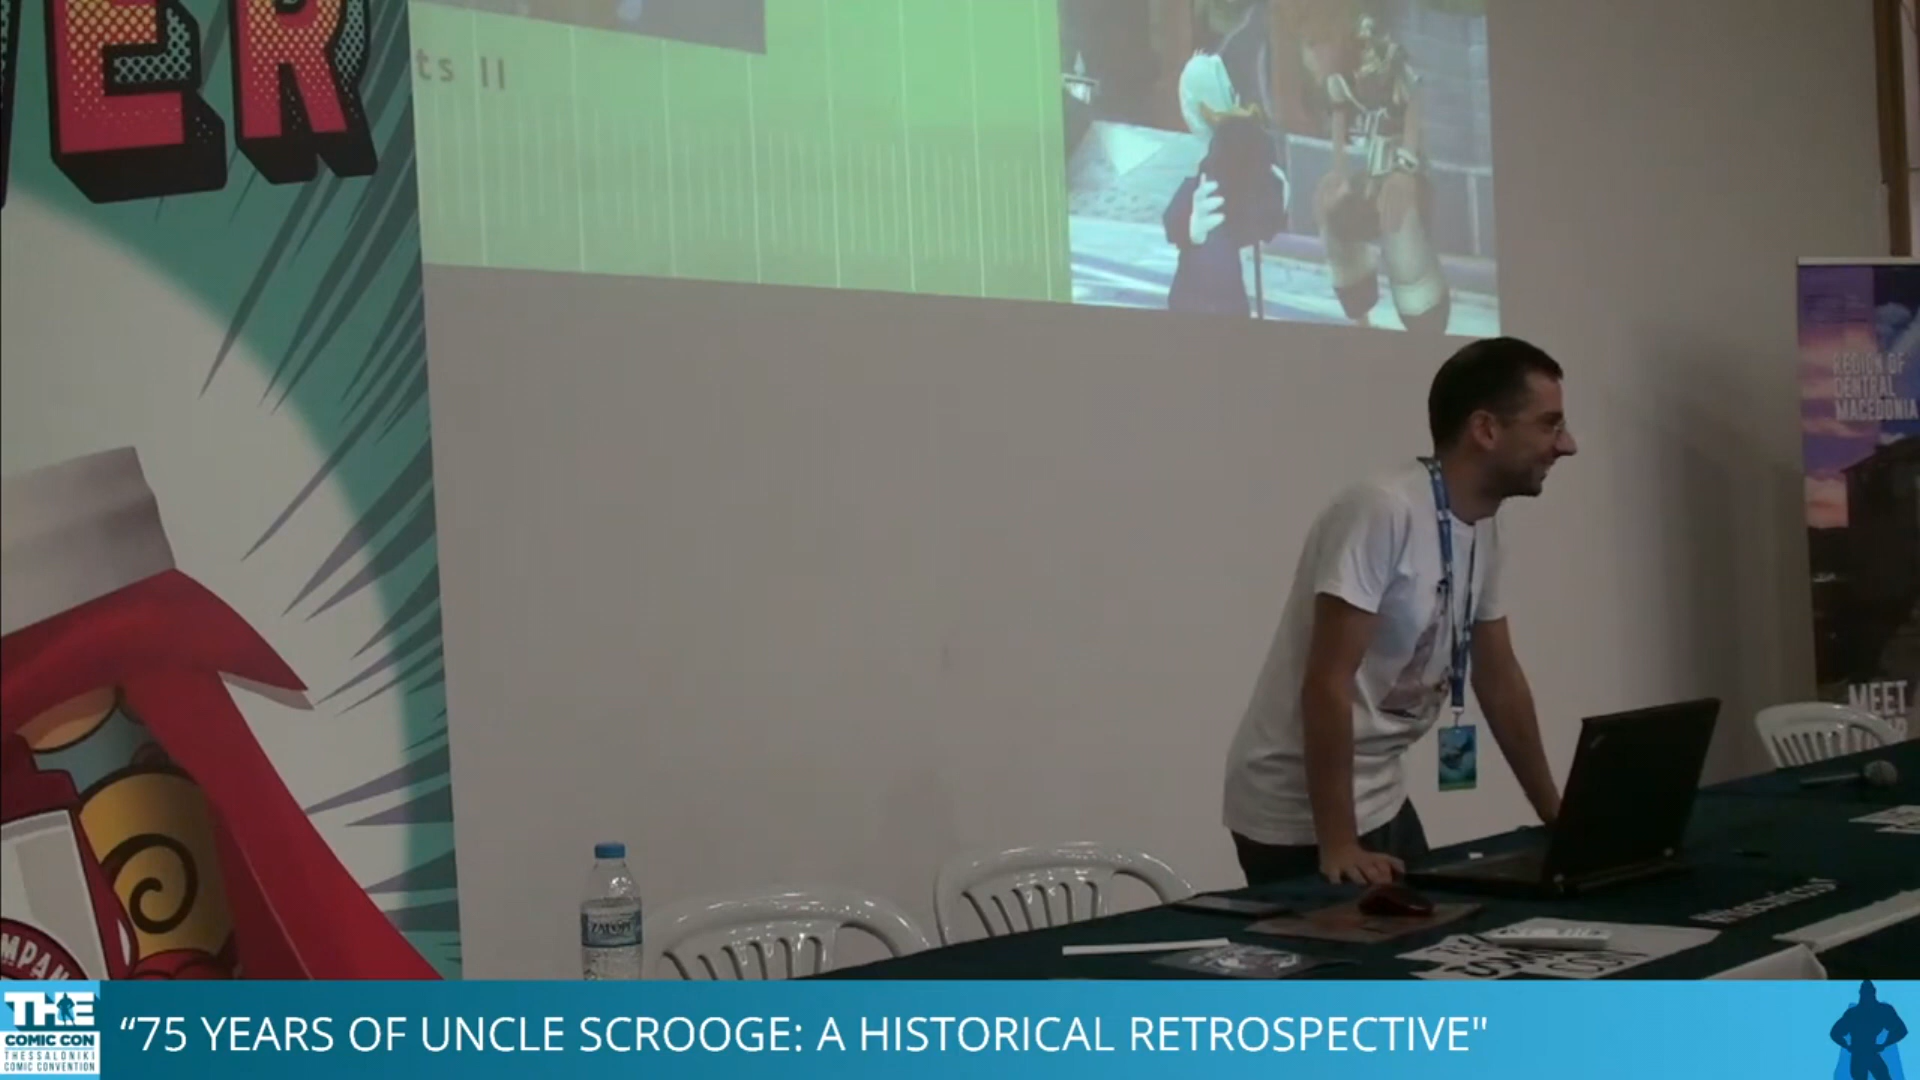 ER
ts II
REGION OF
CENTRAL
MACEDONIA
MEET
THE
COMIC CON
THESSALONIKI
COMIC CONVENTION
“75 YEARS OF UNCLE SCROOGE: A HISTORICAL RETROSPECTIVE"